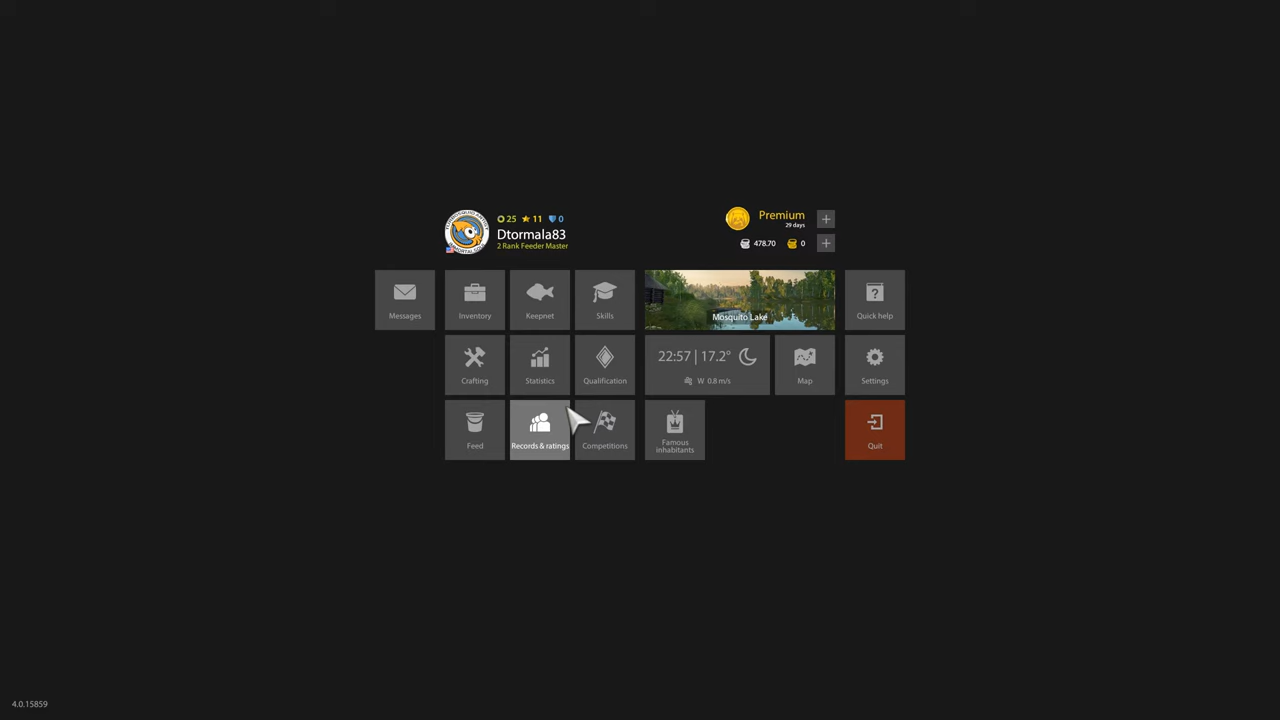 25 11 0
Dtormala83
2 Rank Feeder Master
Premium
29 days
478.70 0
Messages
Inventory
Keepnet
Skills
Mosquito Lake
Quick help
Crafting
Statistics
Qualification
22:57 | 17.2°
W 0.8 m/s
Map
Settings
Feed
Records & ratings
Competitions
Famous
inhabitants
Quit
4.0.15859